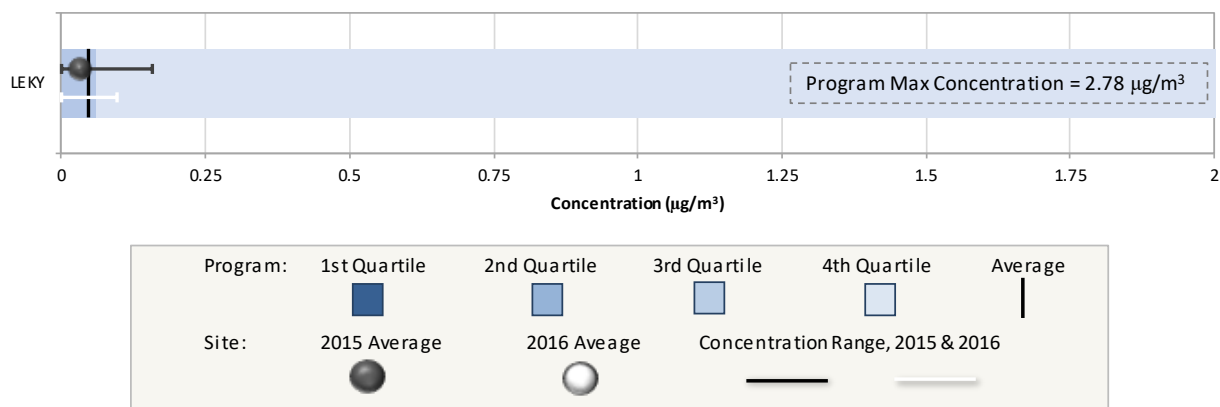 LEKY
Program Max Concentration = 2.78 µg/m³
0 0.25 0.5 0.75 1 1.25 1.5 1.75 2
Concentration (µg/m³)
Program: 1st Quartile 2nd Quartile 3rd Quartile 4th Quartile Average
Site: 2015 Average 2016 Aveage Concentration Range, 2015 & 2016